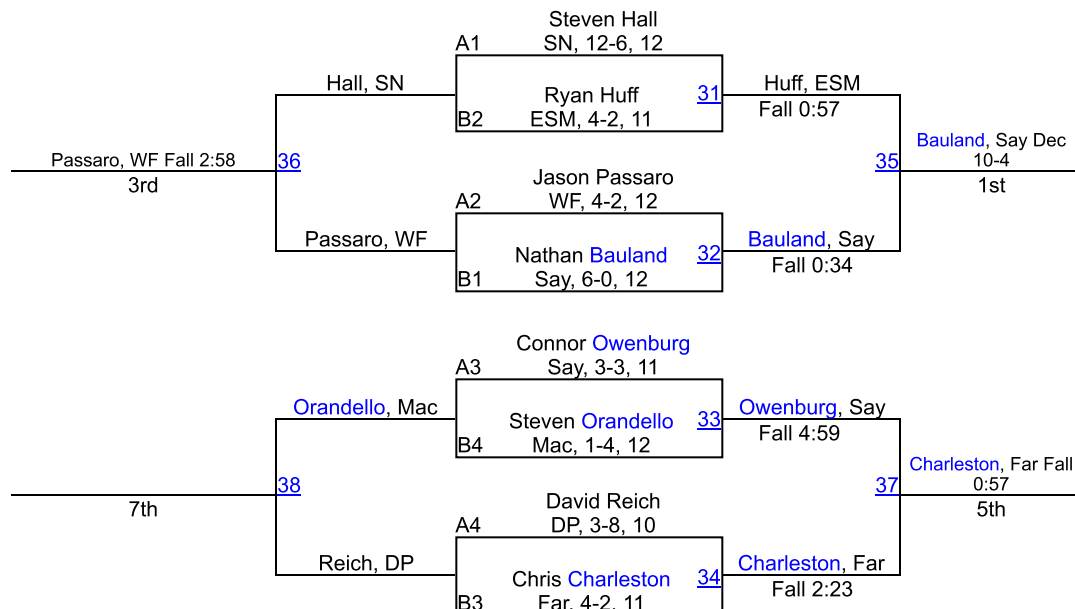 Steven Hall
A1
SN, 12-6, 12
Hall, SN
Ryan Huff
31
Huff, ESM
B2
ESM, 4-2, 11
Fall 0:57
Passaro, WF Fall 2:58
36
3rd
35
Bauland, Say Dec
10-4
1st
Jason Passaro
A2
WF, 4-2, 12
Passaro, WF
Nathan Bauland
32
Bauland, Say
B1
Say, 6-0, 12
Fall 0:34
Connor Owenburg
A3
Say, 3-3, 11
Orandello, Mac
Steven Orandello
33
Owenburg, Say
B4
Mac, 1-4, 12
Fall 4:59
38
7th
37
Charleston, Far Fall
0:57
5th
David Reich
A4
DP, 3-8, 10
Reich, DP
Chris Charleston
34
Charleston, Far
B3
Far, 4-2, 11
Fall 2:23